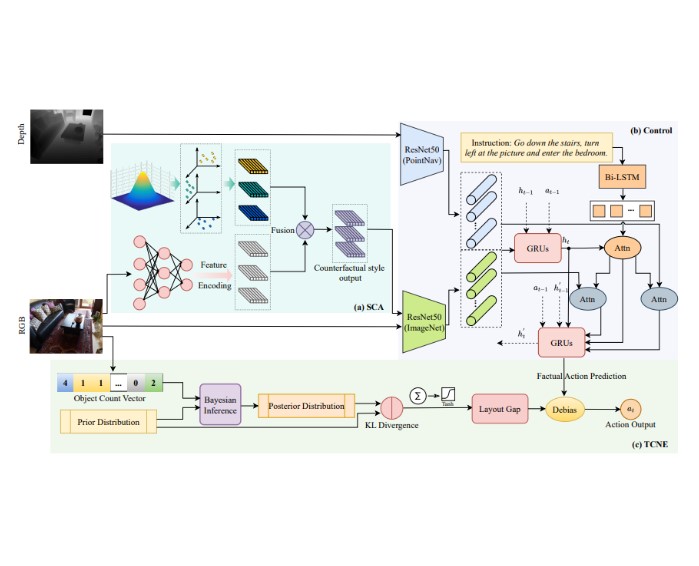 Depth
ResNet50
(PointNav)
(b) Control
Instruction: Go down the stairs, turn
left at the picture and enter the bedroom.
Bi-LSTM
...
h_{t-1} a_{t-1}
Fusion
GRUs
h_t
Attn
Feature
Encoding
Counterfactual style
output
(a) SCA
a_{t-1} h'_{t-1}
Attn
Attn
RGB
ResNet50
(ImageNet)
h'_t
GRUs
Factual Action Prediction
4 1 1 ... 0 2
Object Count Vector
Prior Distribution
Bayesian
Inference
Posterior Distribution
KL Divergence
Σ
Tanh
Layout Gap
Debias
a_t
Action Output
(c) TCNE